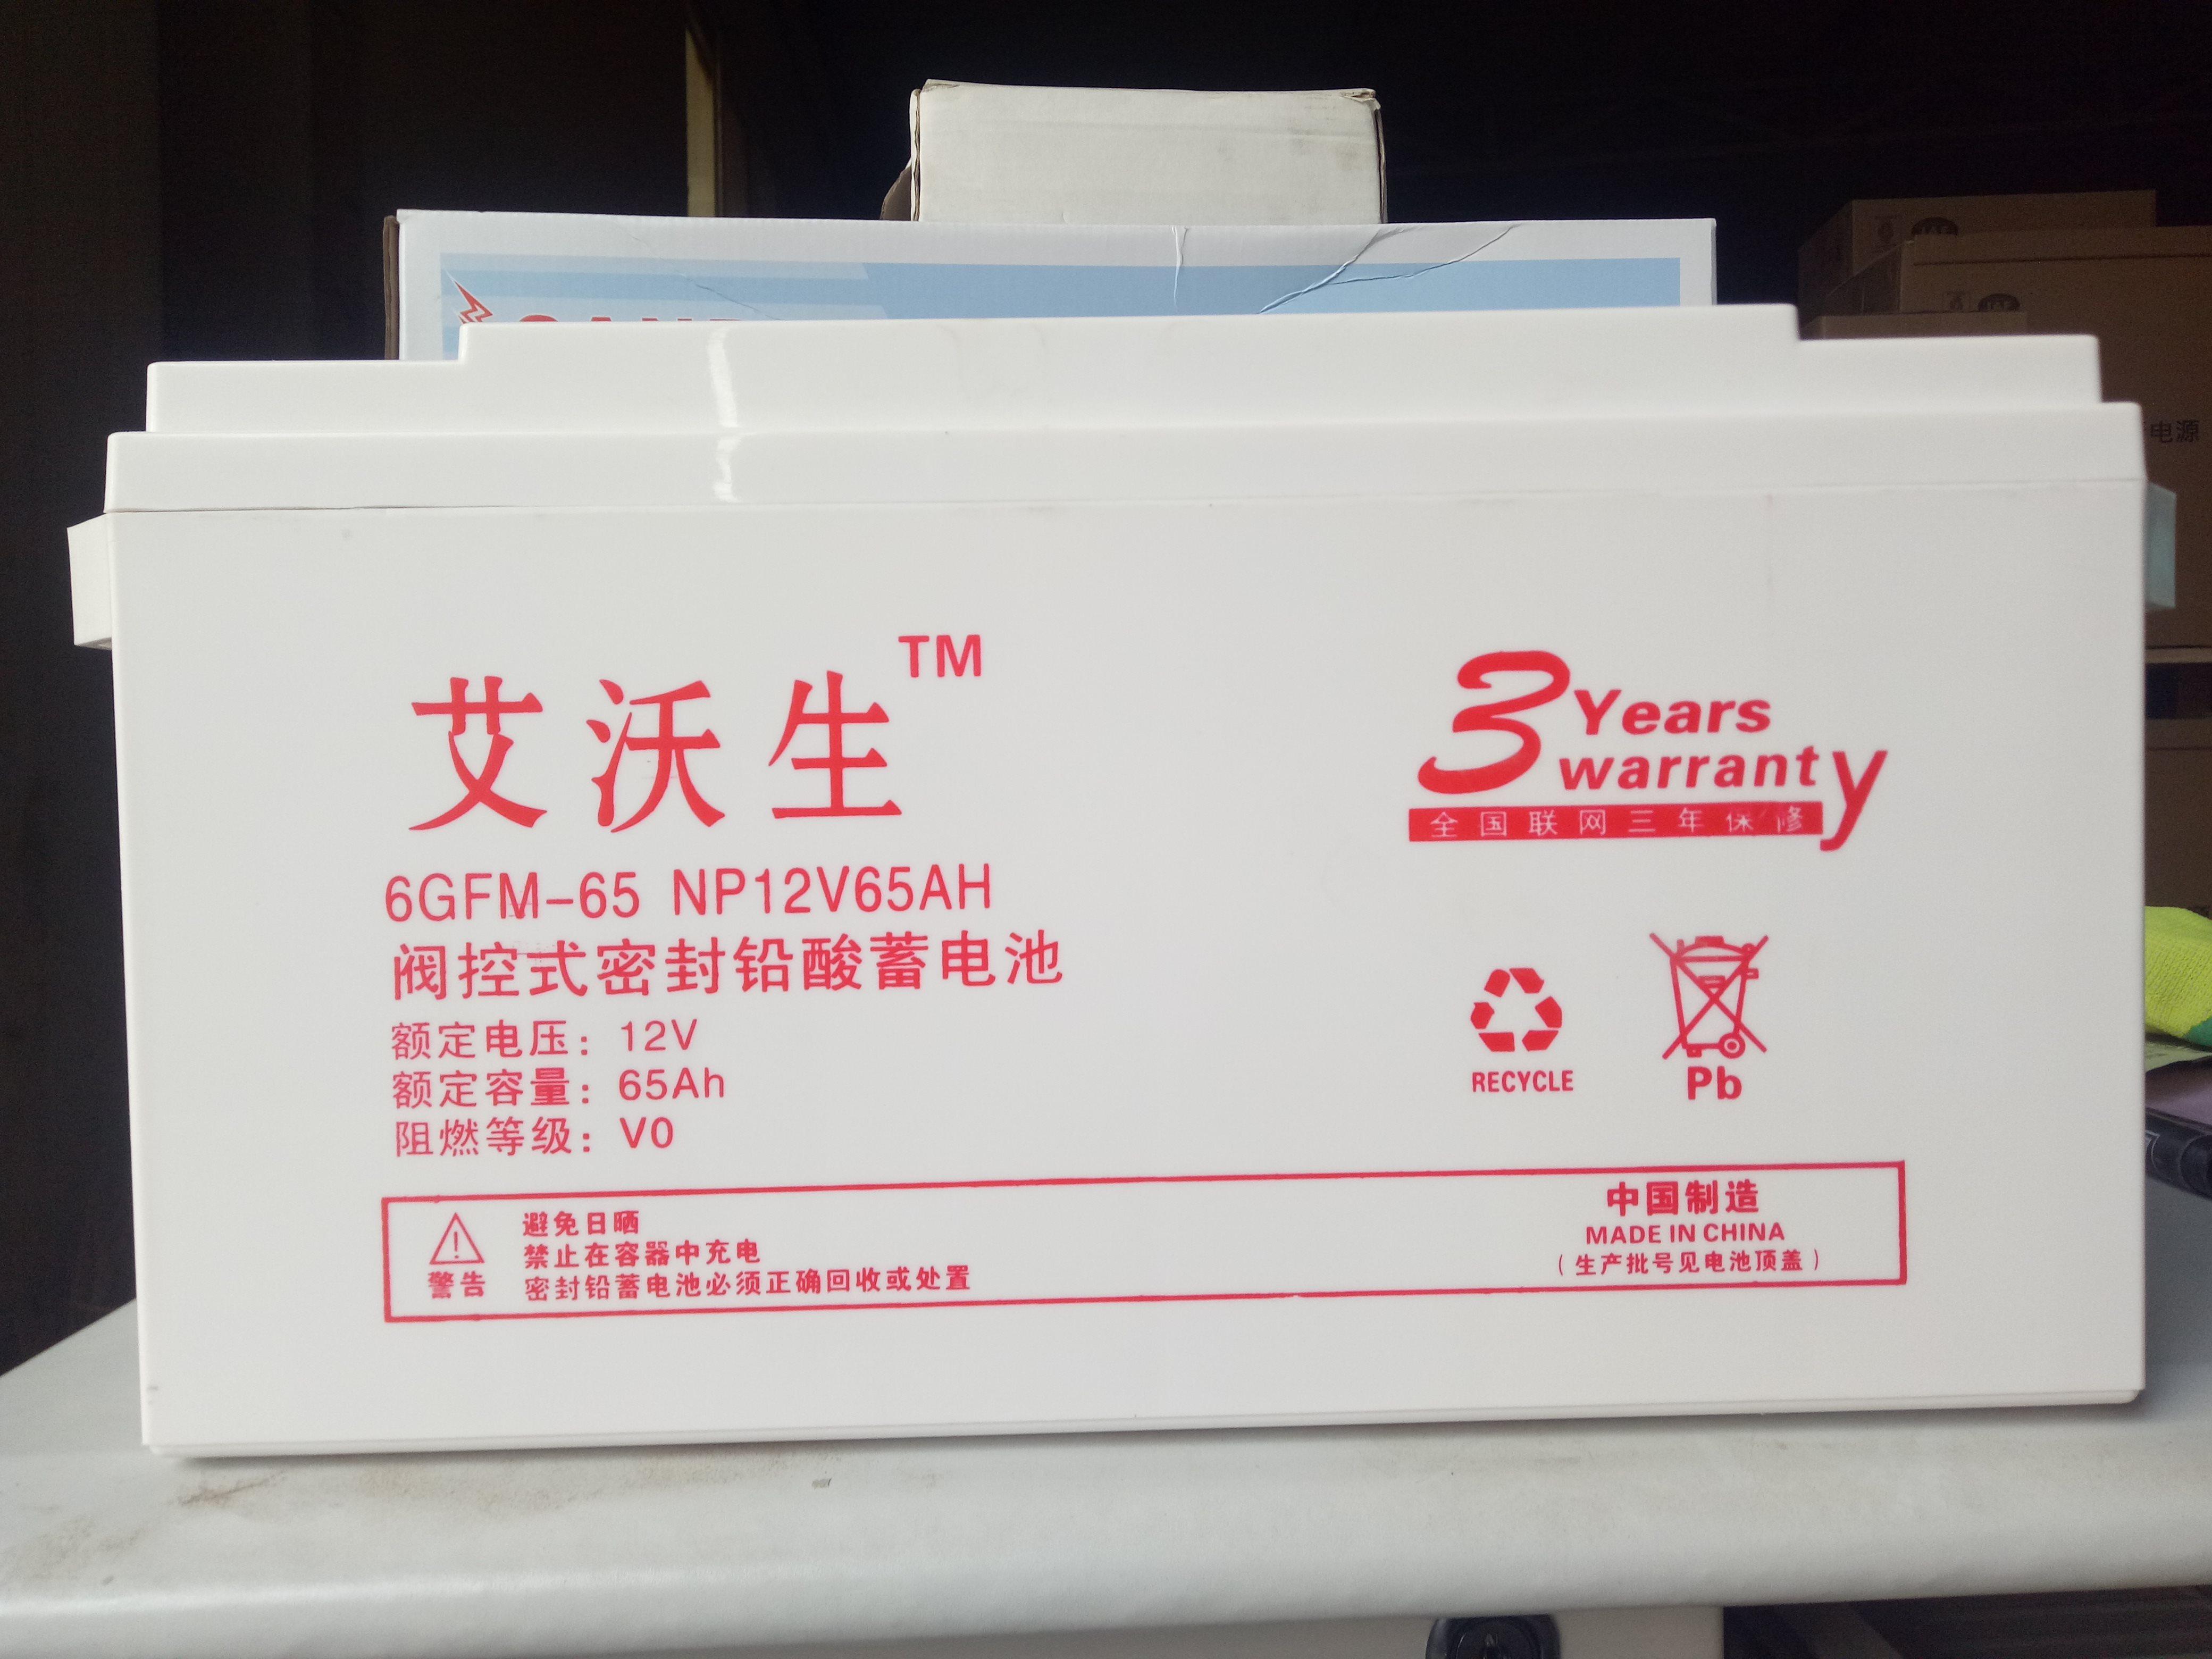 电源
艾沃生™
6GFM-65 NP12V65AH
阀控式密封铅酸蓄电池
额定电压：12V
额定容量：65Ah
阻燃等级：V0
3 Years
warranty
全国联网三年保修
RECYCLE
Pb
警告
避免日晒
禁止在容器中充电
密封铅蓄电池必须正确回收或处置
中国制造
MADE IN CHINA
（生产批号见电池顶盖）